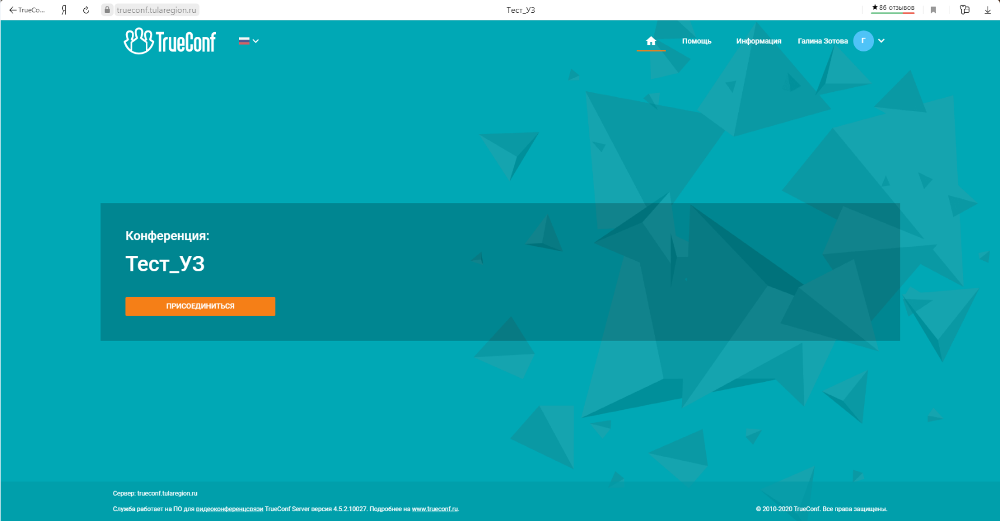 TrueCo...
Я
trueconf.tularegion.ru
Тест_УЗ
★86 отзывов
TrueConf
Помощь
Информация
Галина Зотова
Г
Конференция:
Тест_УЗ
ПРИСОЕДИНИТЬСЯ
Сервер: trueconf.tularegion.ru
Служба работает на ПО для видеоконференцсвязи TrueConf Server версия 4.5.2.10027. Подробнее на www.trueconf.ru.
© 2010-2020 TrueConf. Все права защищены.